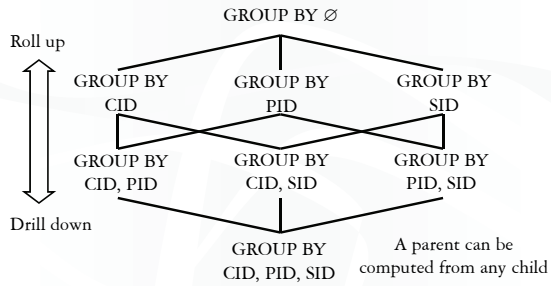 GROUP BY ∅
Roll up
GROUP BY
CID
GROUP BY
PID
GROUP BY
SID
GROUP BY
CID, PID
GROUP BY
CID, SID
GROUP BY
PID, SID
Drill down
GROUP BY
CID, PID, SID
A parent can be
computed from any child